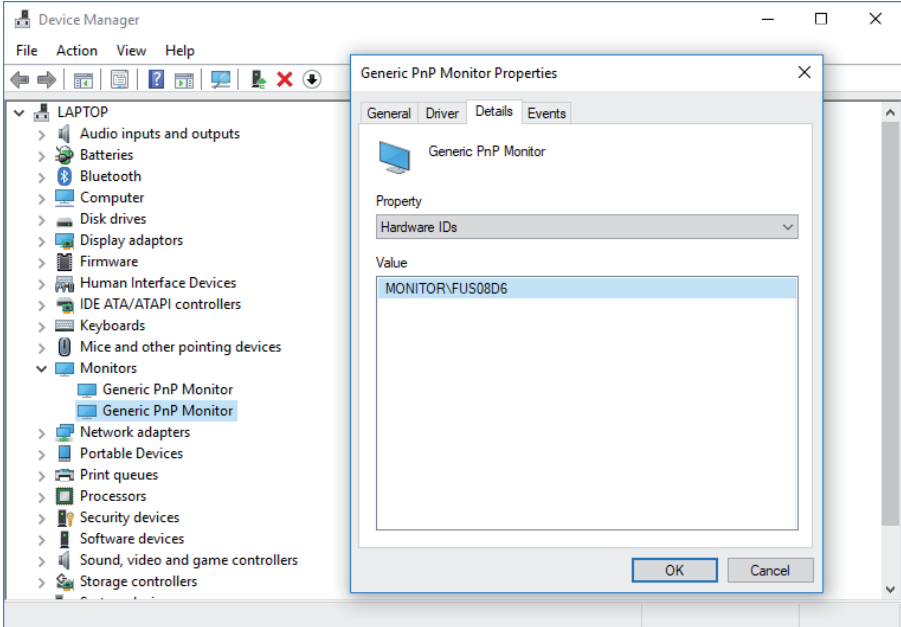 Device Manager
File Action View Help
LAPTOP
Audio inputs and outputs
Batteries
Bluetooth
Computer
Disk drives
Display adaptors
Firmware
Human Interface Devices
IDE ATA/ATAPI controllers
Keyboards
Mice and other pointing devices
Monitors
Generic PnP Monitor
Generic PnP Monitor
Network adapters
Portable Devices
Print queues
Processors
Security devices
Software devices
Sound, video and game controllers
Storage controllers
Generic PnP Monitor Properties
General Driver Details Events
Generic PnP Monitor
Property
Hardware IDs
Value
MONITOR\FUS08D6
OK Cancel